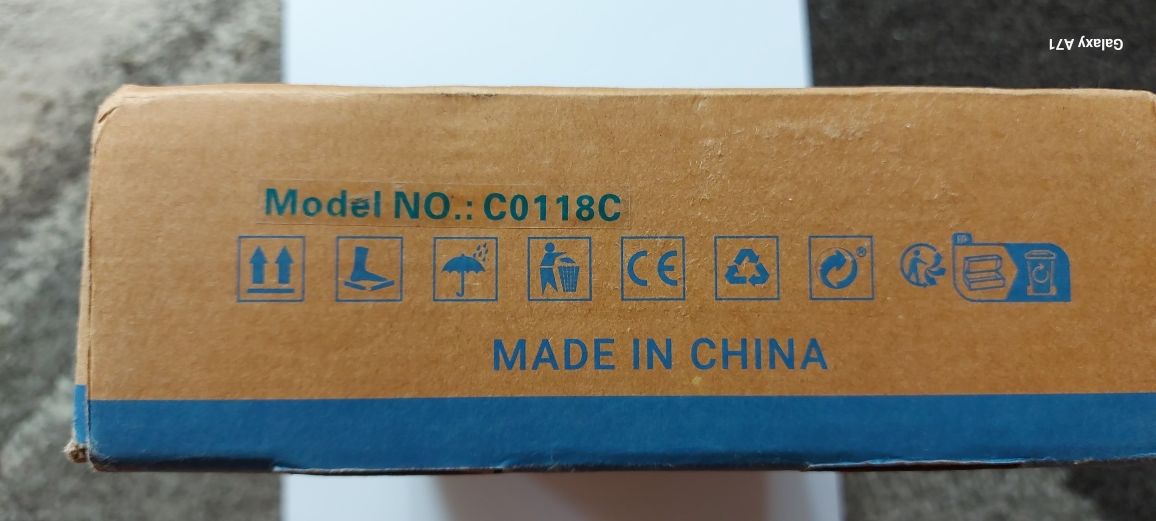 Galaxy A71
Model NO.: C0118C
CE
MADE IN CHINA